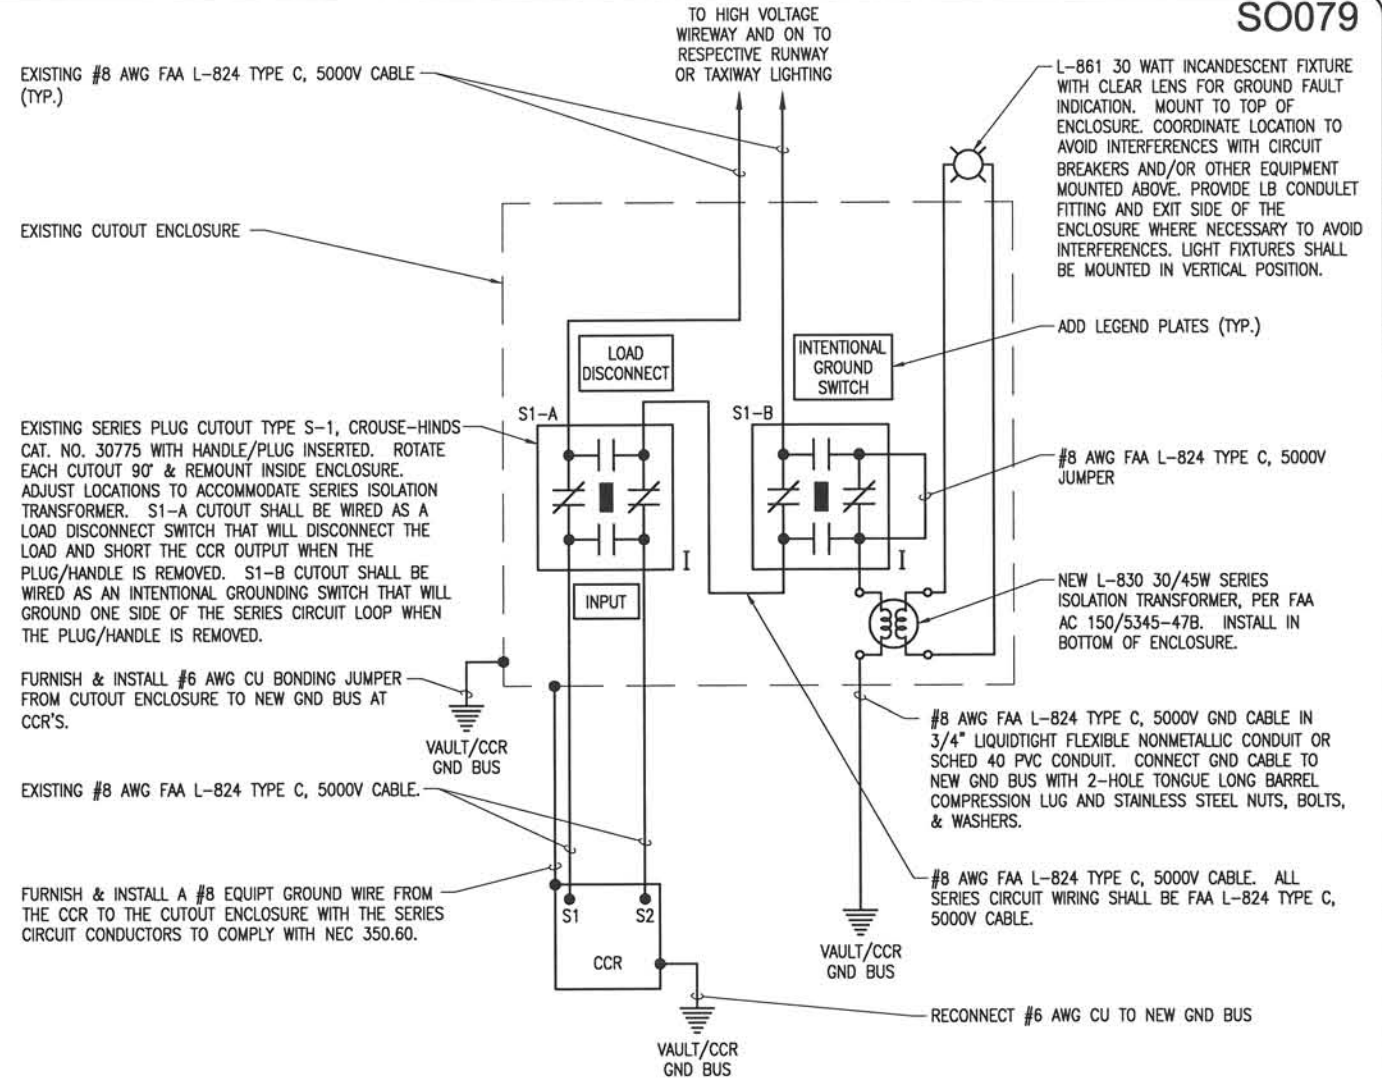 SO079
TO HIGH VOLTAGE
WIREWAY AND ON TO
RESPECTIVE RUNWAY
OR TAXIWAY LIGHTING
EXISTING #8 AWG FAA L-824 TYPE C, 5000V CABLE
(TYP.)
L-861 30 WATT INCANDESCENT FIXTURE
WITH CLEAR LENS FOR GROUND FAULT
INDICATION. MOUNT TO TOP OF
ENCLOSURE. COORDINATE LOCATION TO
AVOID INTERFERENCES WITH CIRCUIT
BREAKERS AND/OR OTHER EQUIPMENT
MOUNTED ABOVE. PROVIDE LB CONDULET
FITTING AND EXIT SIDE OF THE
ENCLOSURE WHERE NECESSARY TO AVOID
INTERFERENCES. LIGHT FIXTURES SHALL
BE MOUNTED IN VERTICAL POSITION.
EXISTING CUTOUT ENCLOSURE
ADD LEGEND PLATES (TYP.)
LOAD
DISCONNECT
INTENTIONAL
GROUND
SWITCH
S1-A
S1-B
EXISTING SERIES PLUG CUTOUT TYPE S-1, CROUSE-HINDS
CAT. NO. 30775 WITH HANDLE/PLUG INSERTED. ROTATE
EACH CUTOUT 90° & REMOUNT INSIDE ENCLOSURE.
ADJUST LOCATIONS TO ACCOMMODATE SERIES ISOLATION
TRANSFORMER. S1-A CUTOUT SHALL BE WIRED AS A
LOAD DISCONNECT SWITCH THAT WILL DISCONNECT THE
LOAD AND SHORT THE CCR OUTPUT WHEN THE
PLUG/HANDLE IS REMOVED. S1-B CUTOUT SHALL BE
WIRED AS AN INTENTIONAL GROUNDING SWITCH THAT WILL
GROUND ONE SIDE OF THE SERIES CIRCUIT LOOP WHEN
THE PLUG/HANDLE IS REMOVED.
#8 AWG FAA L-824 TYPE C, 5000V
JUMPER
I
I
INPUT
NEW L-830 30/45W SERIES
ISOLATION TRANSFORMER, PER FAA
AC 150/5345-47B. INSTALL IN
BOTTOM OF ENCLOSURE.
FURNISH & INSTALL #6 AWG CU BONDING JUMPER
FROM CUTOUT ENCLOSURE TO NEW GND BUS AT
CCR'S.
VAULT/CCR
GND BUS
#8 AWG FAA L-824 TYPE C, 5000V GND CABLE IN
3/4" LIQUIDTIGHT FLEXIBLE NONMETALLIC CONDUIT OR
SCHED 40 PVC CONDUIT. CONNECT GND CABLE TO
NEW GND BUS WITH 2-HOLE TONGUE LONG BARREL
COMPRESSION LUG AND STAINLESS STEEL NUTS, BOLTS,
& WASHERS.
EXISTING #8 AWG FAA L-824 TYPE C, 5000V CABLE.
FURNISH & INSTALL A #8 EQUIPT GROUND WIRE FROM
THE CCR TO THE CUTOUT ENCLOSURE WITH THE SERIES
CIRCUIT CONDUCTORS TO COMPLY WITH NEC 350.60.
#8 AWG FAA L-824 TYPE C, 5000V CABLE. ALL
SERIES CIRCUIT WIRING SHALL BE FAA L-824 TYPE C,
5000V CABLE.
S1
S2
CCR
VAULT/CCR
GND BUS
RECONNECT #6 AWG CU TO NEW GND BUS
VAULT/CCR
GND BUS